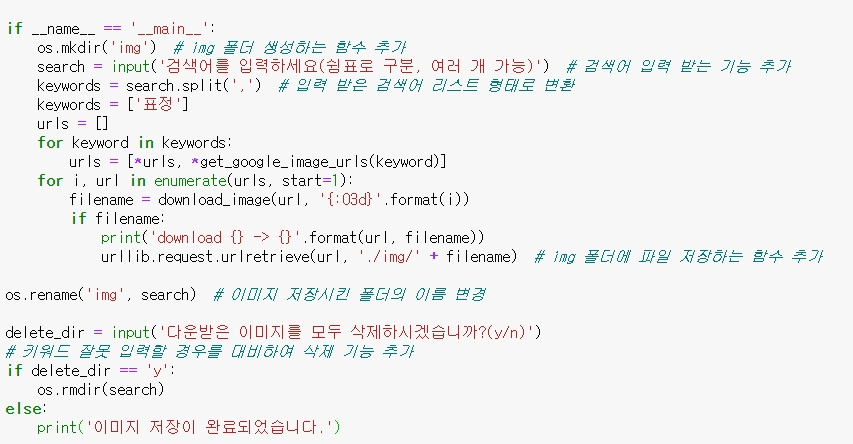 if __name__ == '__main__':
    os.mkdir('img')  # img 폴더 생성하는 함수 추가
    search = input('검색어를 입력하세요(쉼표로 구분, 여러 개 가능)')  # 검색어 입력 받는 기능 추가
    keywords = search.split(',')  # 입력 받은 검색어 리스트 형태로 변환
    keywords = ['표정']
    urls = []
    for keyword in keywords:
        urls = [*urls, *get_google_image_urls(keyword)]
    for i, url in enumerate(urls, start=1):
        filename = download_image(url, '{:03d}'.format(i))
        if filename:
            print('download {} -> {}'.format(url, filename))
            urllib.request.urlretrieve(url, './img/' + filename)  # img 폴더에 파일 저장하는 함수 추가
os.rename('img', search)  # 이미지 저장시킨 폴더의 이름 변경
delete_dir = input('다운받은 이미지를 모두 삭제하시겠습니까?(y/n)')
# 키워드 잘못 입력할 경우를 대비하여 삭제 기능 추가
if delete_dir == 'y':
    os.rmdir(search)
else:
    print('이미지 저장이 완료되었습니다.')